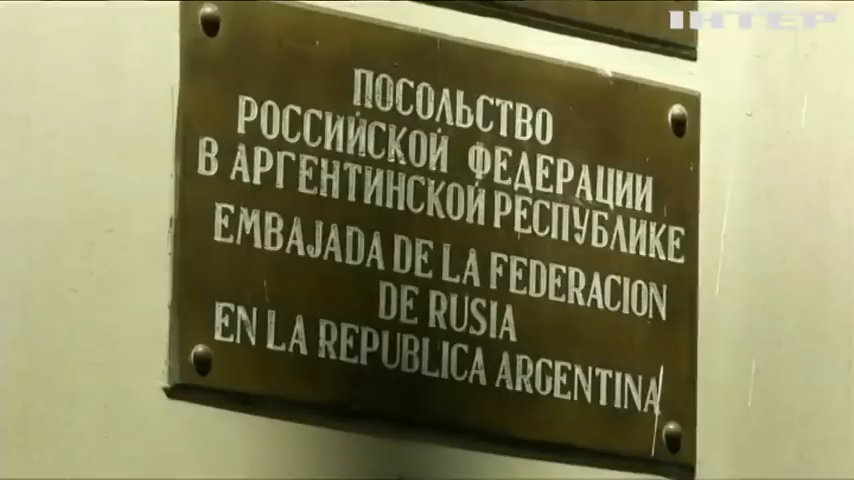 ІНТЕР
ПОСОЛЬСТВО
РОССИЙСКОЙ ФЕДЕРАЦИИ
В АРГЕНТИНСКОЙ РЕСПУБЛИКЕ
EMBAJADA DE LA FEDERACION
DE RUSIA
EN LA REPUBLICA ARGENTINA